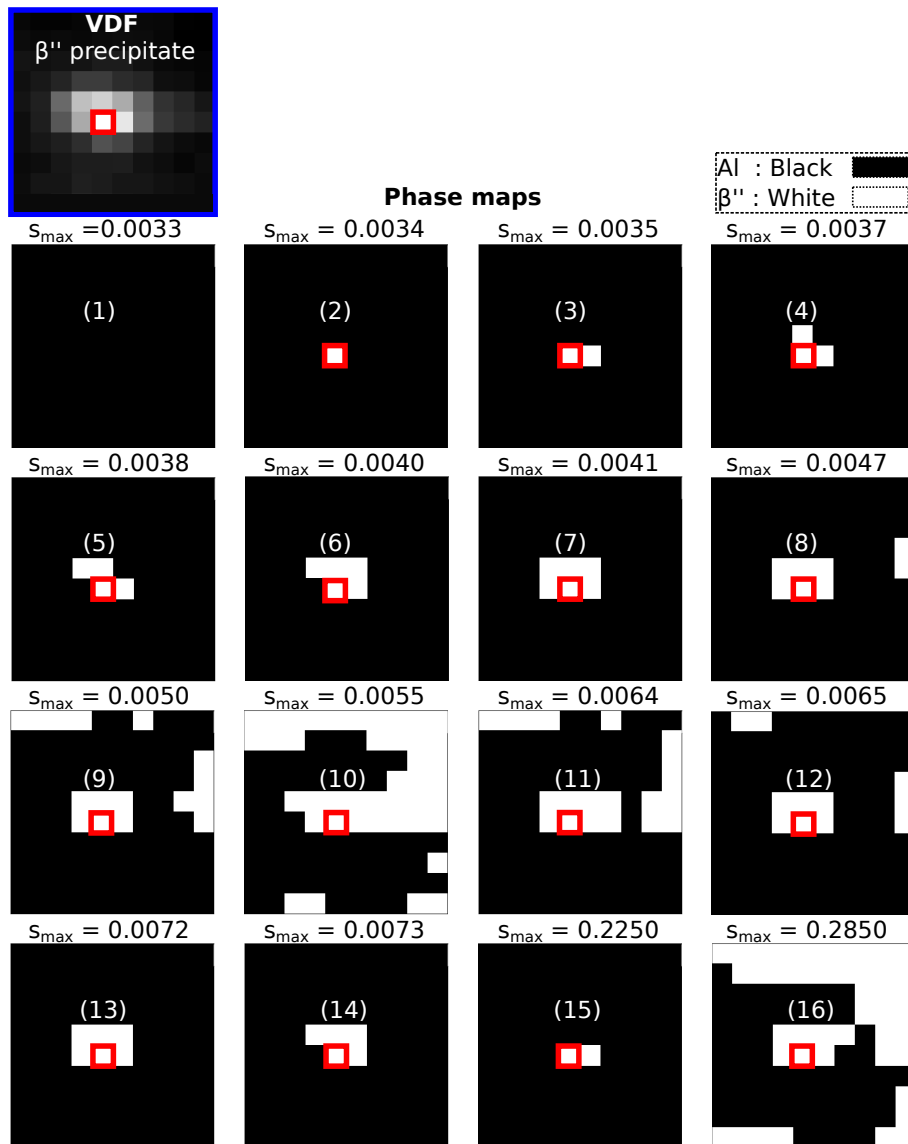 VDF
β'' precipitate
Phase maps
Al : Black
β'' : White
s_max =0.0033
s_max = 0.0034
s_max = 0.0035
s_max = 0.0037
(1)
(2)
(3)
(4)
s_max = 0.0038
s_max = 0.0040
s_max = 0.0041
s_max = 0.0047
(5)
(6)
(7)
(8)
s_max = 0.0050
s_max = 0.0055
s_max = 0.0064
s_max = 0.0065
(9)
(10)
(11)
(12)
s_max = 0.0072
s_max = 0.0073
s_max = 0.2250
s_max = 0.2850
(13)
(14)
(15)
(16)